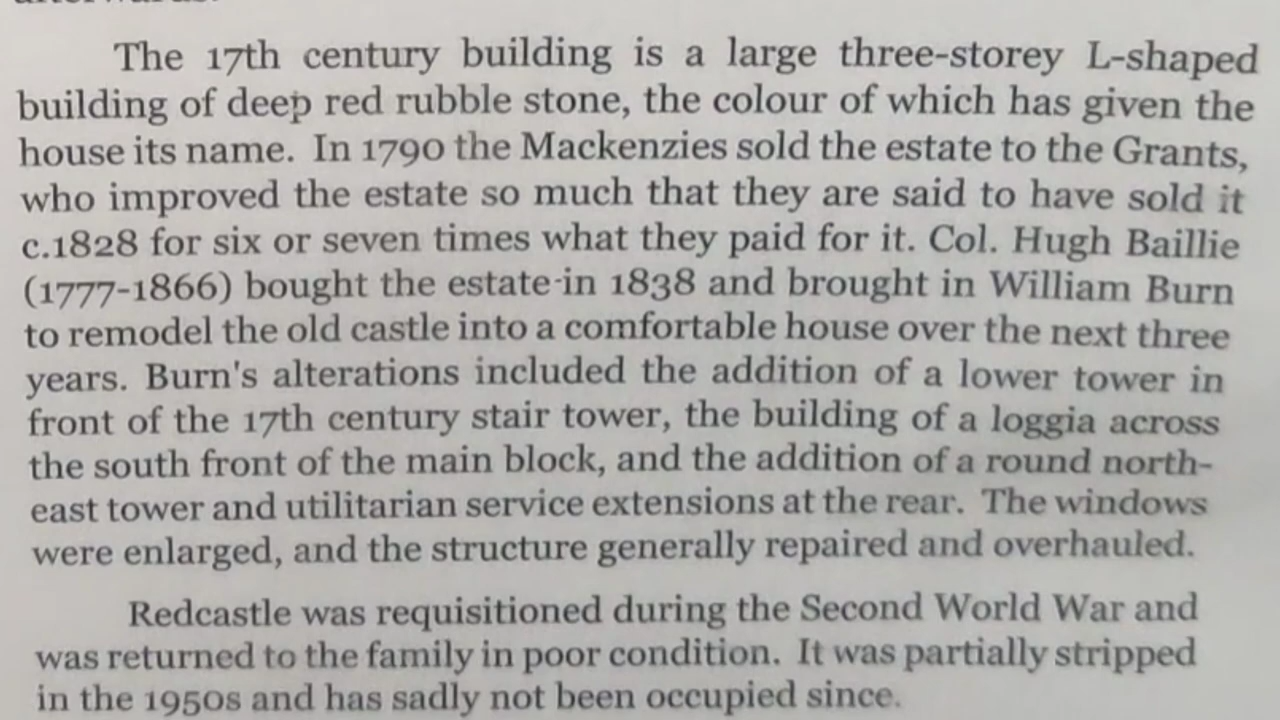 The 17th century building is a large three-storey L-shaped
building of deep red rubble stone, the colour of which has given the
house its name. In 1790 the Mackenzies sold the estate to the Grants,
who improved the estate so much that they are said to have sold it
c.1828 for six or seven times what they paid for it. Col. Hugh Baillie
(1777-1866) bought the estate in 1838 and brought in William Burn
to remodel the old castle into a comfortable house over the next three
years. Burn's alterations included the addition of a lower tower in
front of the 17th century stair tower, the building of a loggia across
the south front of the main block, and the addition of a round north-
east tower and utilitarian service extensions at the rear. The windows
were enlarged, and the structure generally repaired and overhauled.
Redcastle was requisitioned during the Second World War and
was returned to the family in poor condition. It was partially stripped
in the 1950s and has sadly not been occupied since.